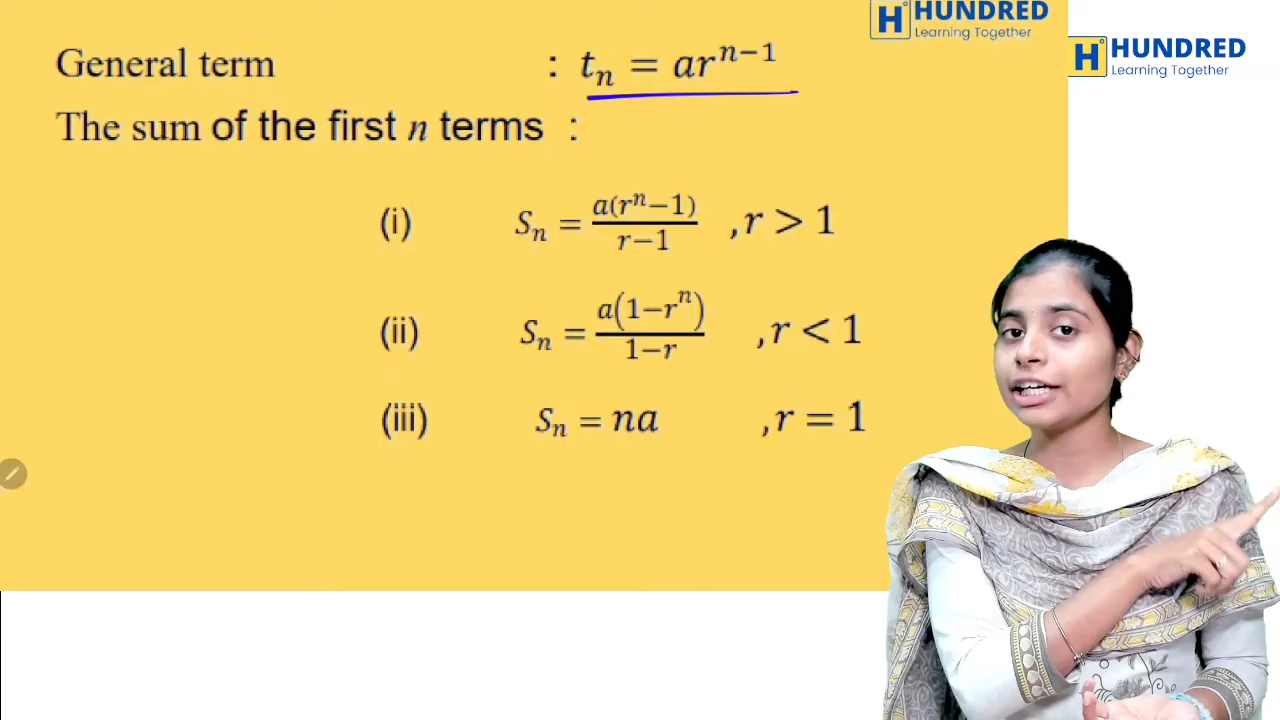 H° HUNDRED
Learning Together
H° HUNDRED
Learning Together
General term : tₙ = arⁿ⁻¹
The sum of the first n terms :
(i) Sₙ = a(rⁿ−1)/(r−1) , r > 1
(ii) Sₙ = a(1−rⁿ)/(1−r) , r < 1
(iii) Sₙ = na , r = 1